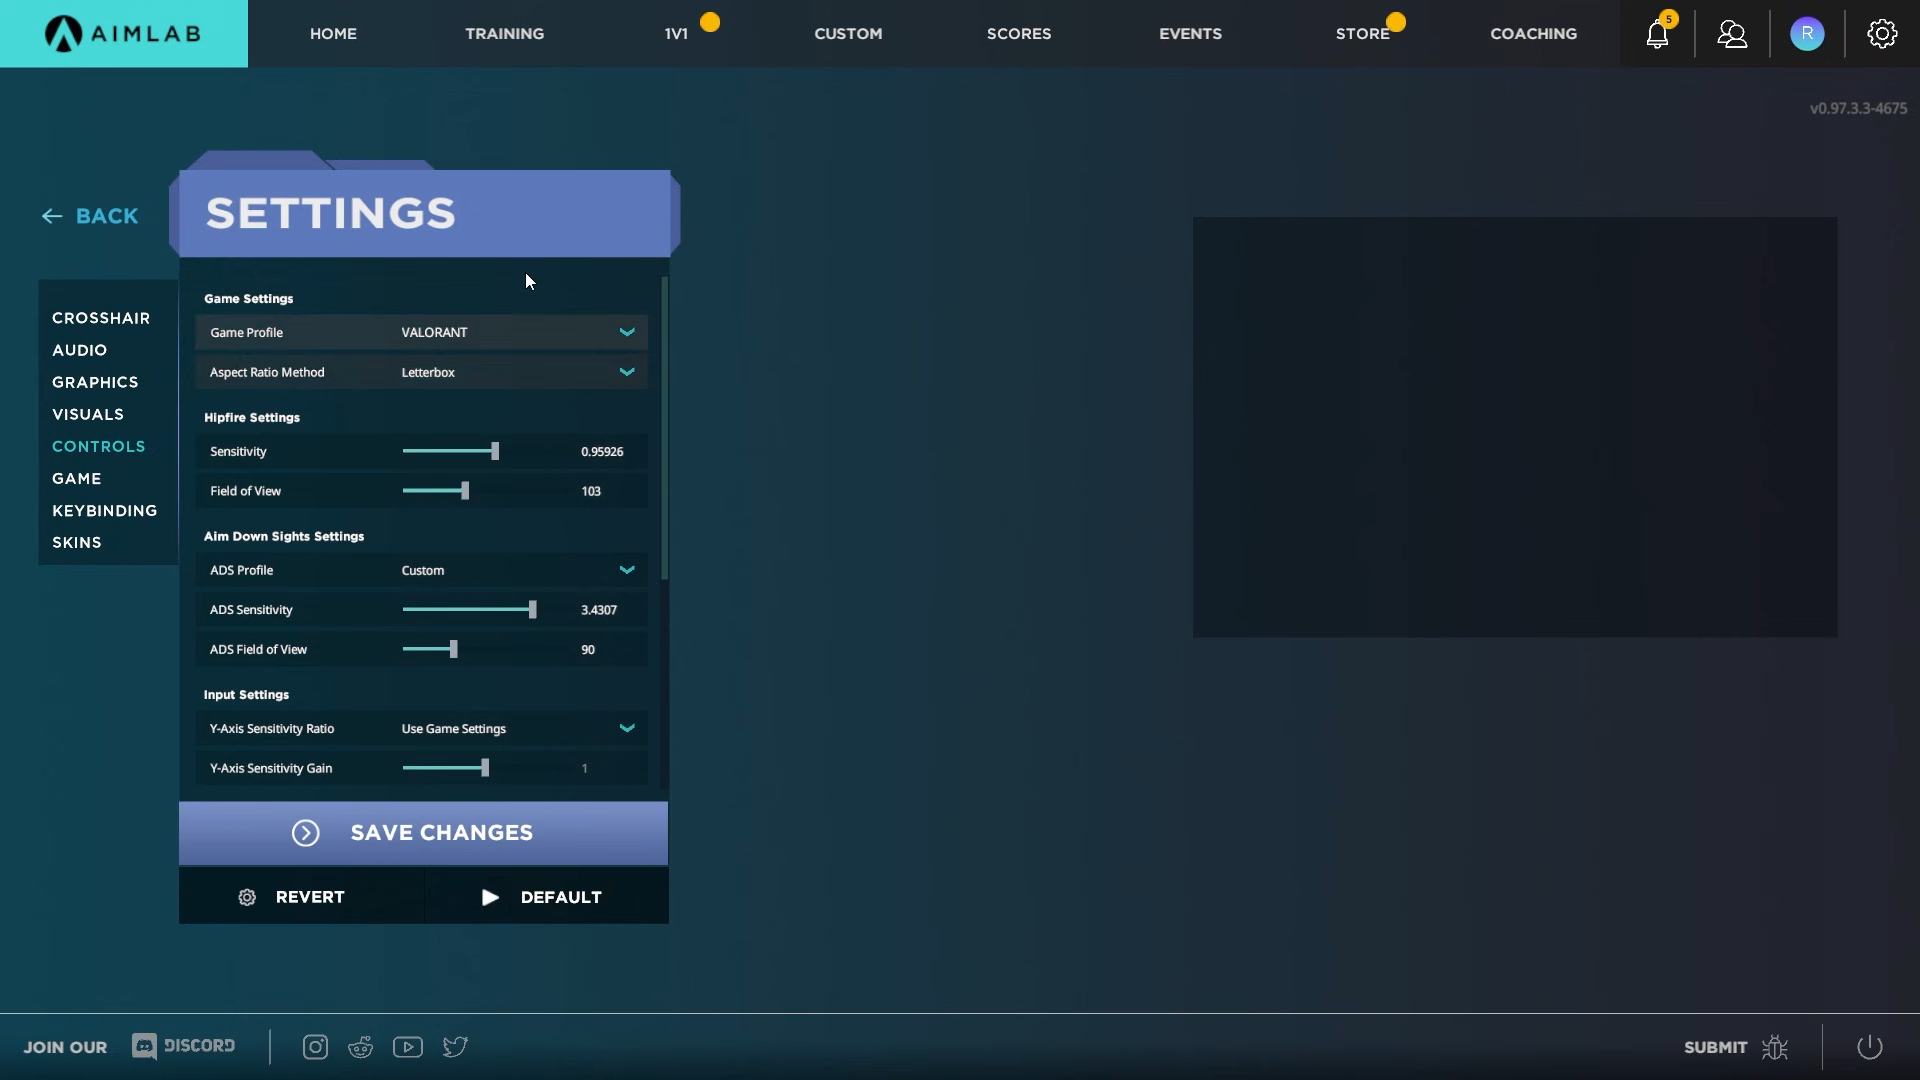 AIMLAB
HOME
TRAINING
1V1
CUSTOM
SCORES
EVENTS
STORE
COACHING
5
R
v0.97.3.3-4675
BACK
SETTINGS
CROSSHAIR
AUDIO
GRAPHICS
VISUALS
CONTROLS
GAME
KEYBINDING
SKINS
Game Settings
Game Profile VALORANT
Aspect Ratio Method Letterbox
Hipfire Settings
Sensitivity 0.95926
Field of View 103
Aim Down Sights Settings
ADS Profile Custom
ADS Sensitivity 3.4307
ADS Field of View 90
Input Settings
Y-Axis Sensitivity Ratio Use Game Settings
Y-Axis Sensitivity Gain 1
SAVE CHANGES
REVERT
DEFAULT
JOIN OUR DISCORD
SUBMIT